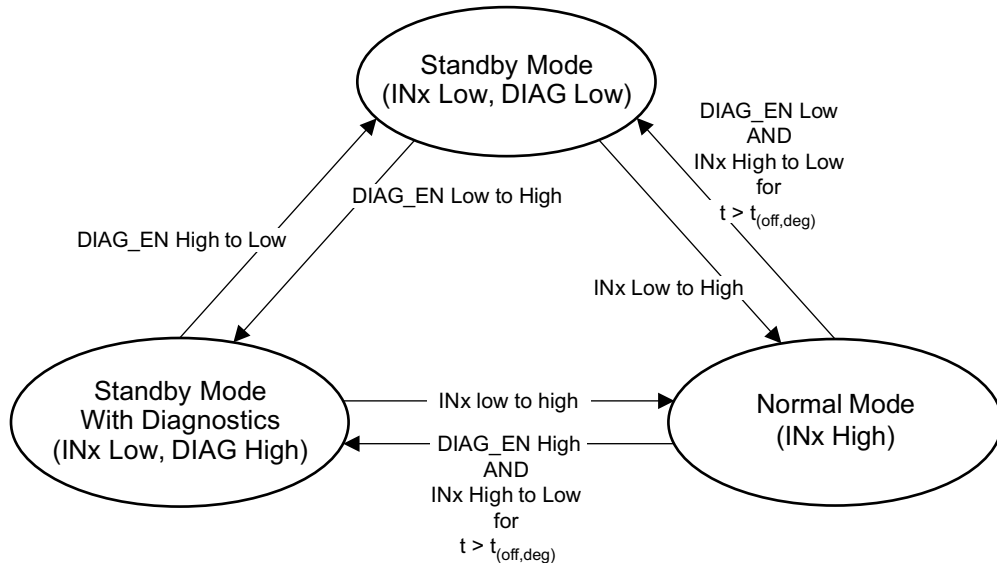 Standby Mode
(INx Low, DIAG Low)
DIAG_EN Low
AND
INx High to Low
for
t > t(off,deg)
DIAG_EN Low to High
DIAG_EN High to Low
INx Low to High
Standby Mode
With Diagnostics
(INx Low, DIAG High)
INx low to high
DIAG_EN High
AND
INx High to Low
for
t > t(off,deg)
Normal Mode
(INx High)